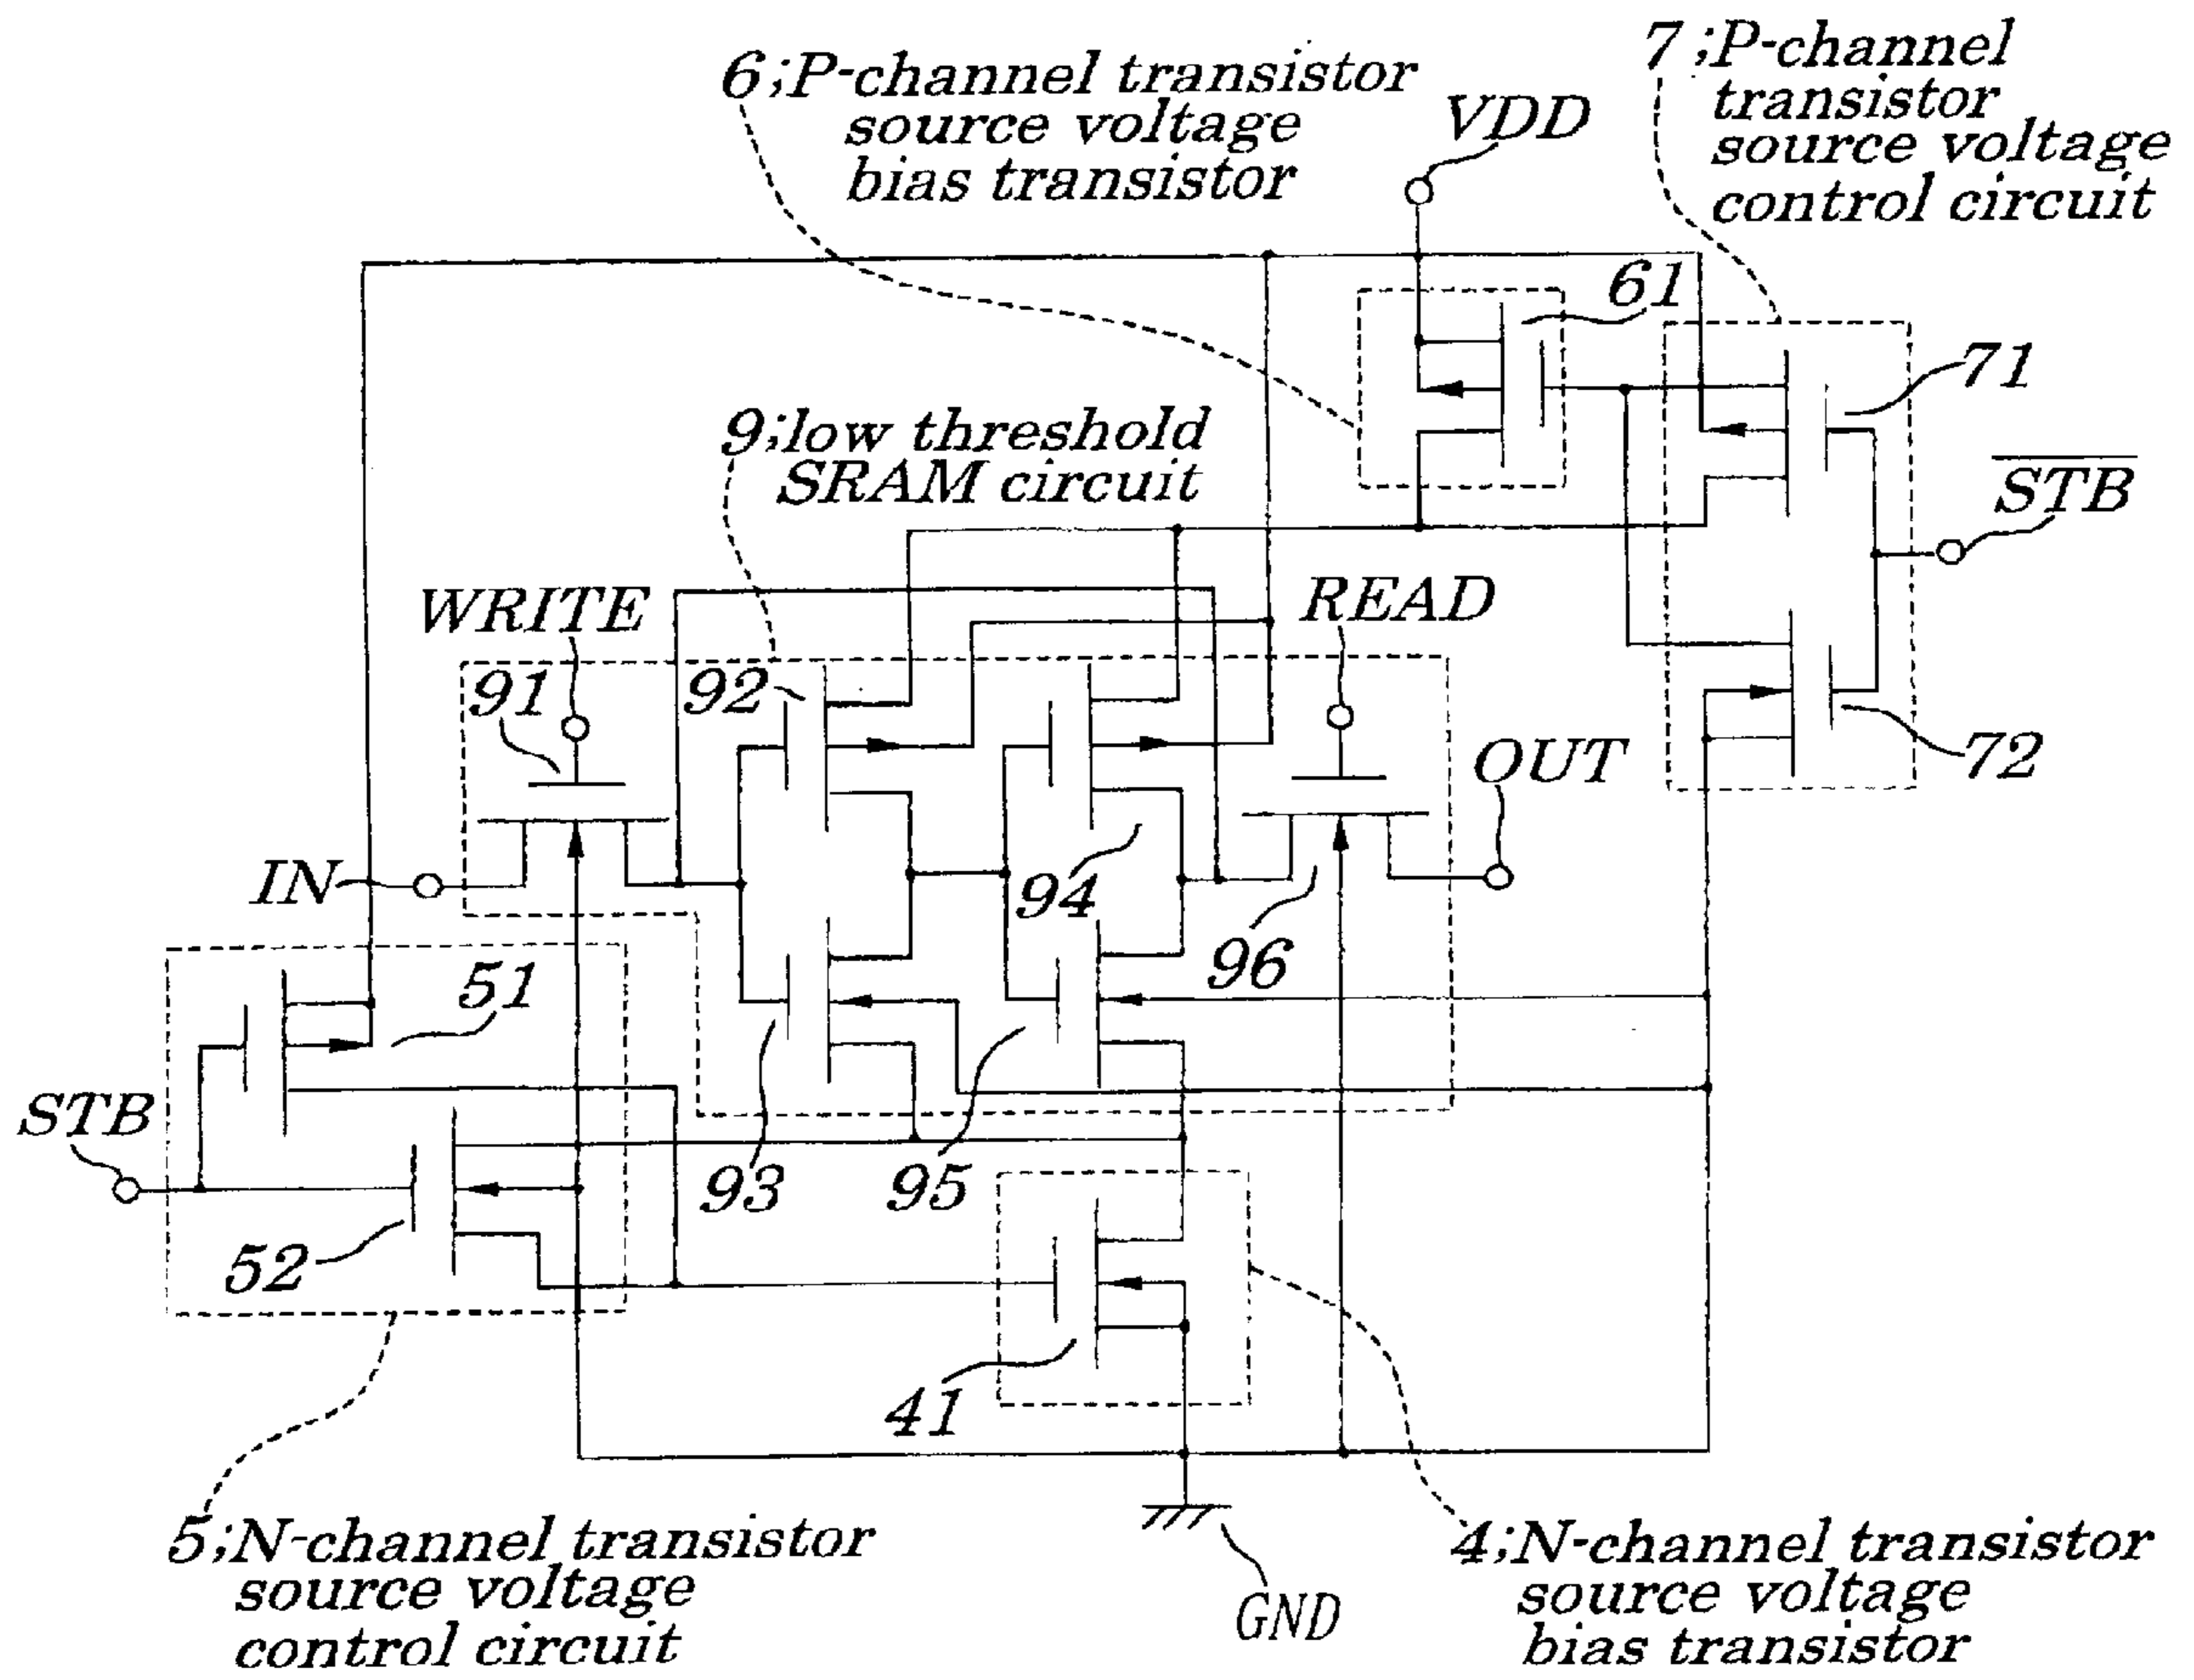 6;P-channel transistor
source voltage
bias transistor
7;P-channel
transistor
source voltage
control circuit
VDD
61
71
9;low threshold
SRAM circuit
STB
WRITE
READ
91
92
72
OUT
IN
94
96
51
STB
93
95
52
41
5;N-channel transistor
source voltage
control circuit
GND
4;N-channel transistor
source voltage
bias transistor